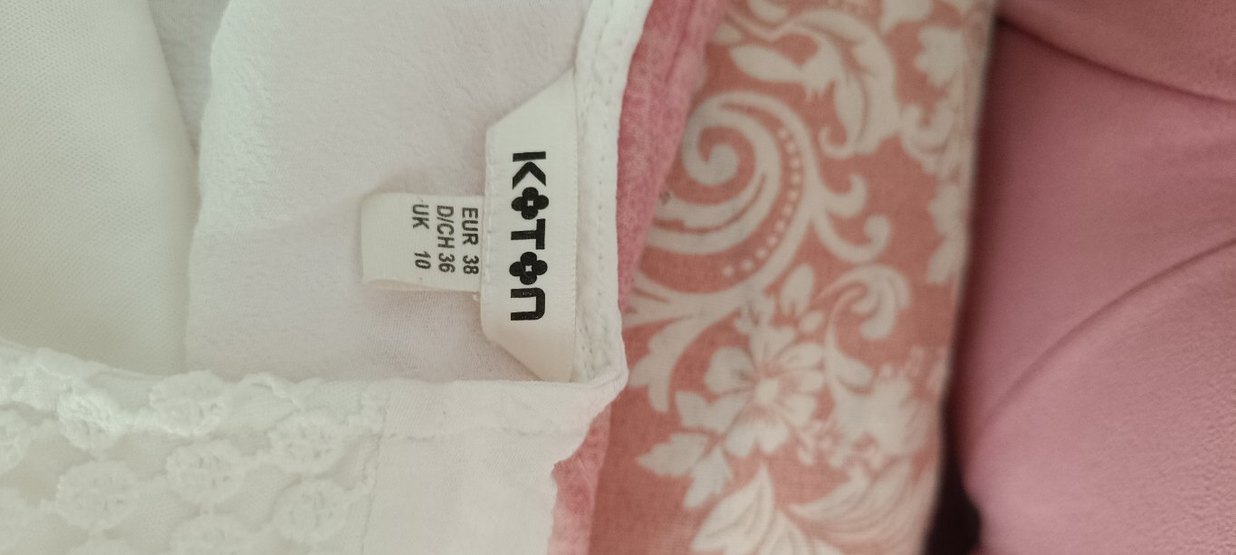 KOTON
EUR 38
D/CH 36
UK 10